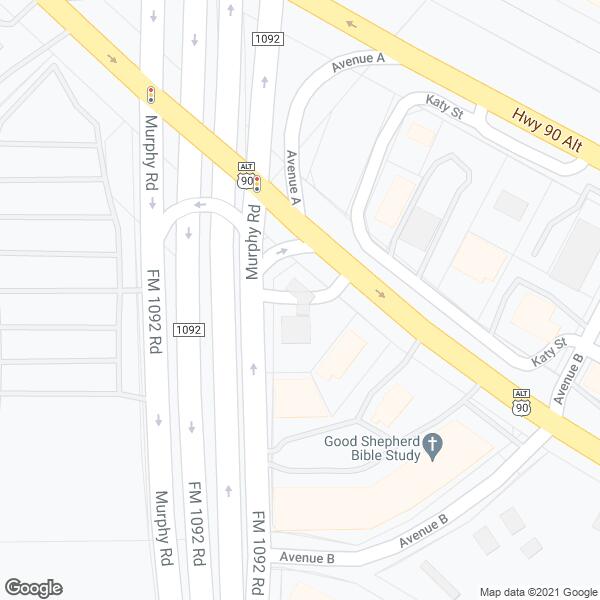 1092
Avenue A
Katy St
Hwy 90 Alt
Murphy Rd
ALT
90
Avenue A
Murphy Rd
FM 1092 Rd
1092
Katy St
Avenue B
ALT
90
Good Shepherd
Bible Study
Murphy Rd
FM 1092 Rd
FM 1092 Rd
Avenue B
Avenue B
Google
Google
Map data ©2021 Google